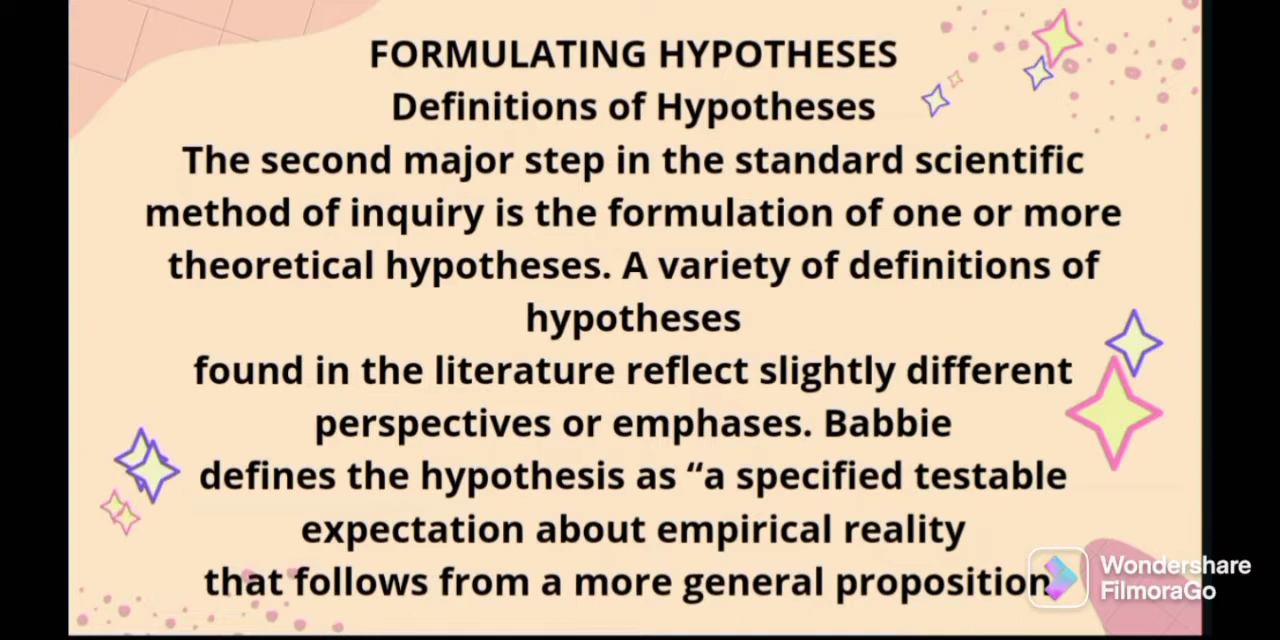 FORMULATING HYPOTHESES
Definitions of Hypotheses
The second major step in the standard scientific
method of inquiry is the formulation of one or more
theoretical hypotheses. A variety of definitions of
hypotheses
found in the literature reflect slightly different
perspectives or emphases. Babbie
defines the hypothesis as “a specified testable
expectation about empirical reality
that follows from a more general proposition
Wondershare
FilmoraGo